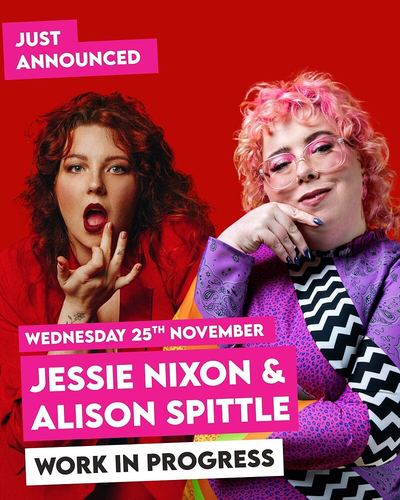 JUST
ANNOUNCED
WEDNESDAY 25TH NOVEMBER
JESSIE NIXON &
ALISON SPITTLE
WORK IN PROGRESS